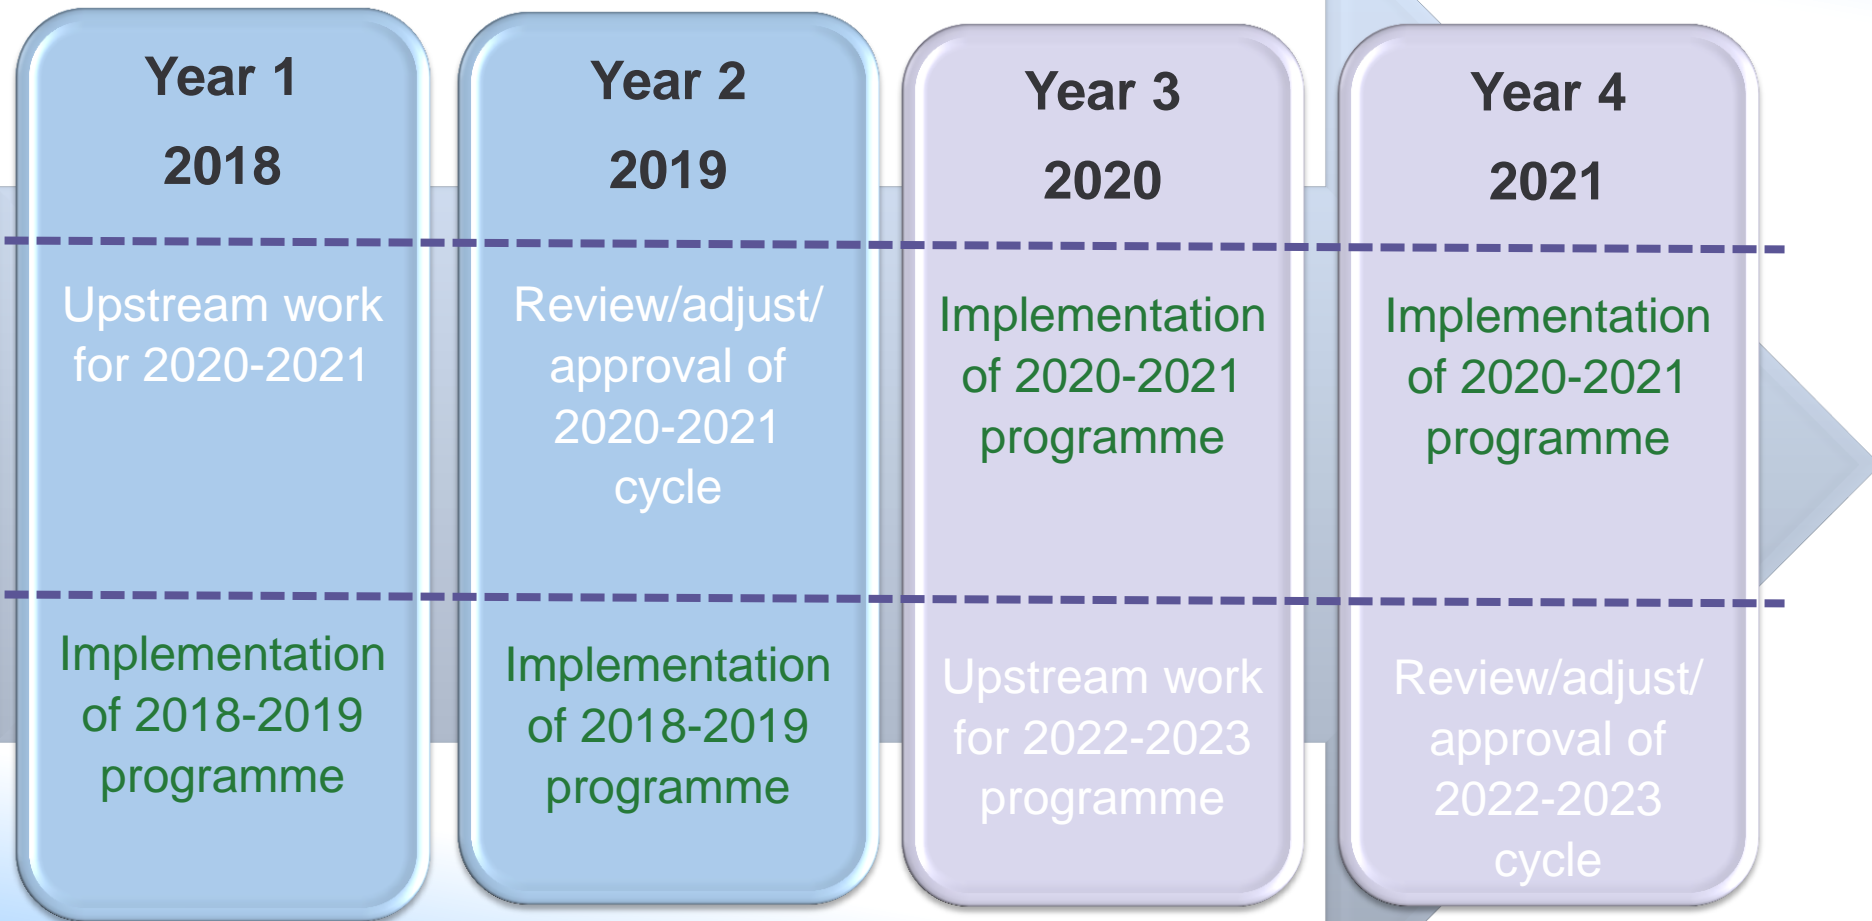 Year 1
2018
Upstream work
for 2020-2021
Implementation
of 2018-2019
programme
Year 2
2019
Review/adjust/
approval of
2020-2021
cycle
Implementation
of 2018-2019
programme
Year 3
2020
Implementation
of 2020-2021
programme
Upstream work
for 2022-2023
programme
Year 4
2021
Implementation
of 2020-2021
programme
Review/adjust/
approval of
2022-2023
cycle